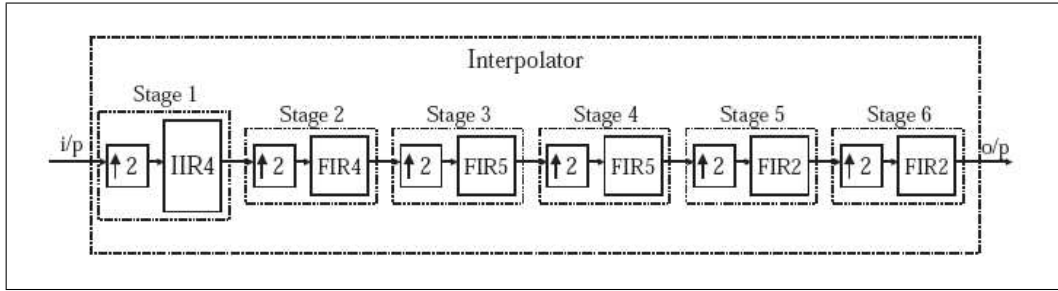 Interpolator
Stage 1
Stage 2
Stage 3
Stage 4
Stage 5
Stage 6
i/p
↑ 2
IIR4
↑ 2
FIR4
↑ 2
FIR5
↑ 2
FIR5
↑ 2
FIR2
↑ 2
FIR2
o/p